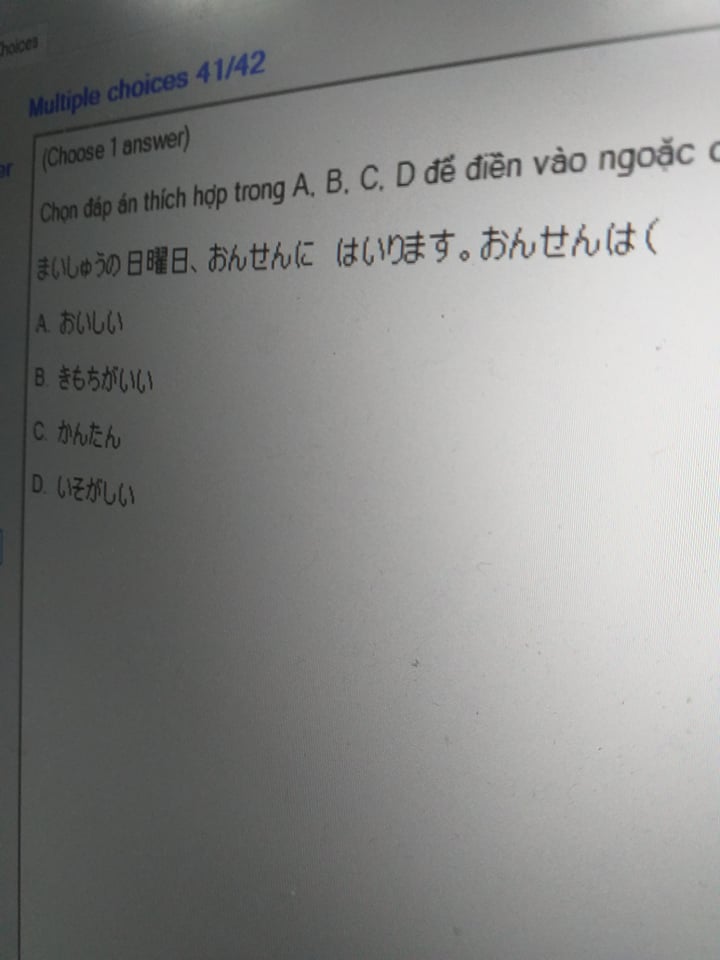 Multiple choices 41/42
(Choose 1 answer)
Chọn đáp án thích hợp trong A, B, C, D để điền vào ngoặc
まいしゅうの日曜日、おんせんに はいります。おんせんは (
A. おいしい
B. きもちがいい
C. かんたん
D. いそがしい